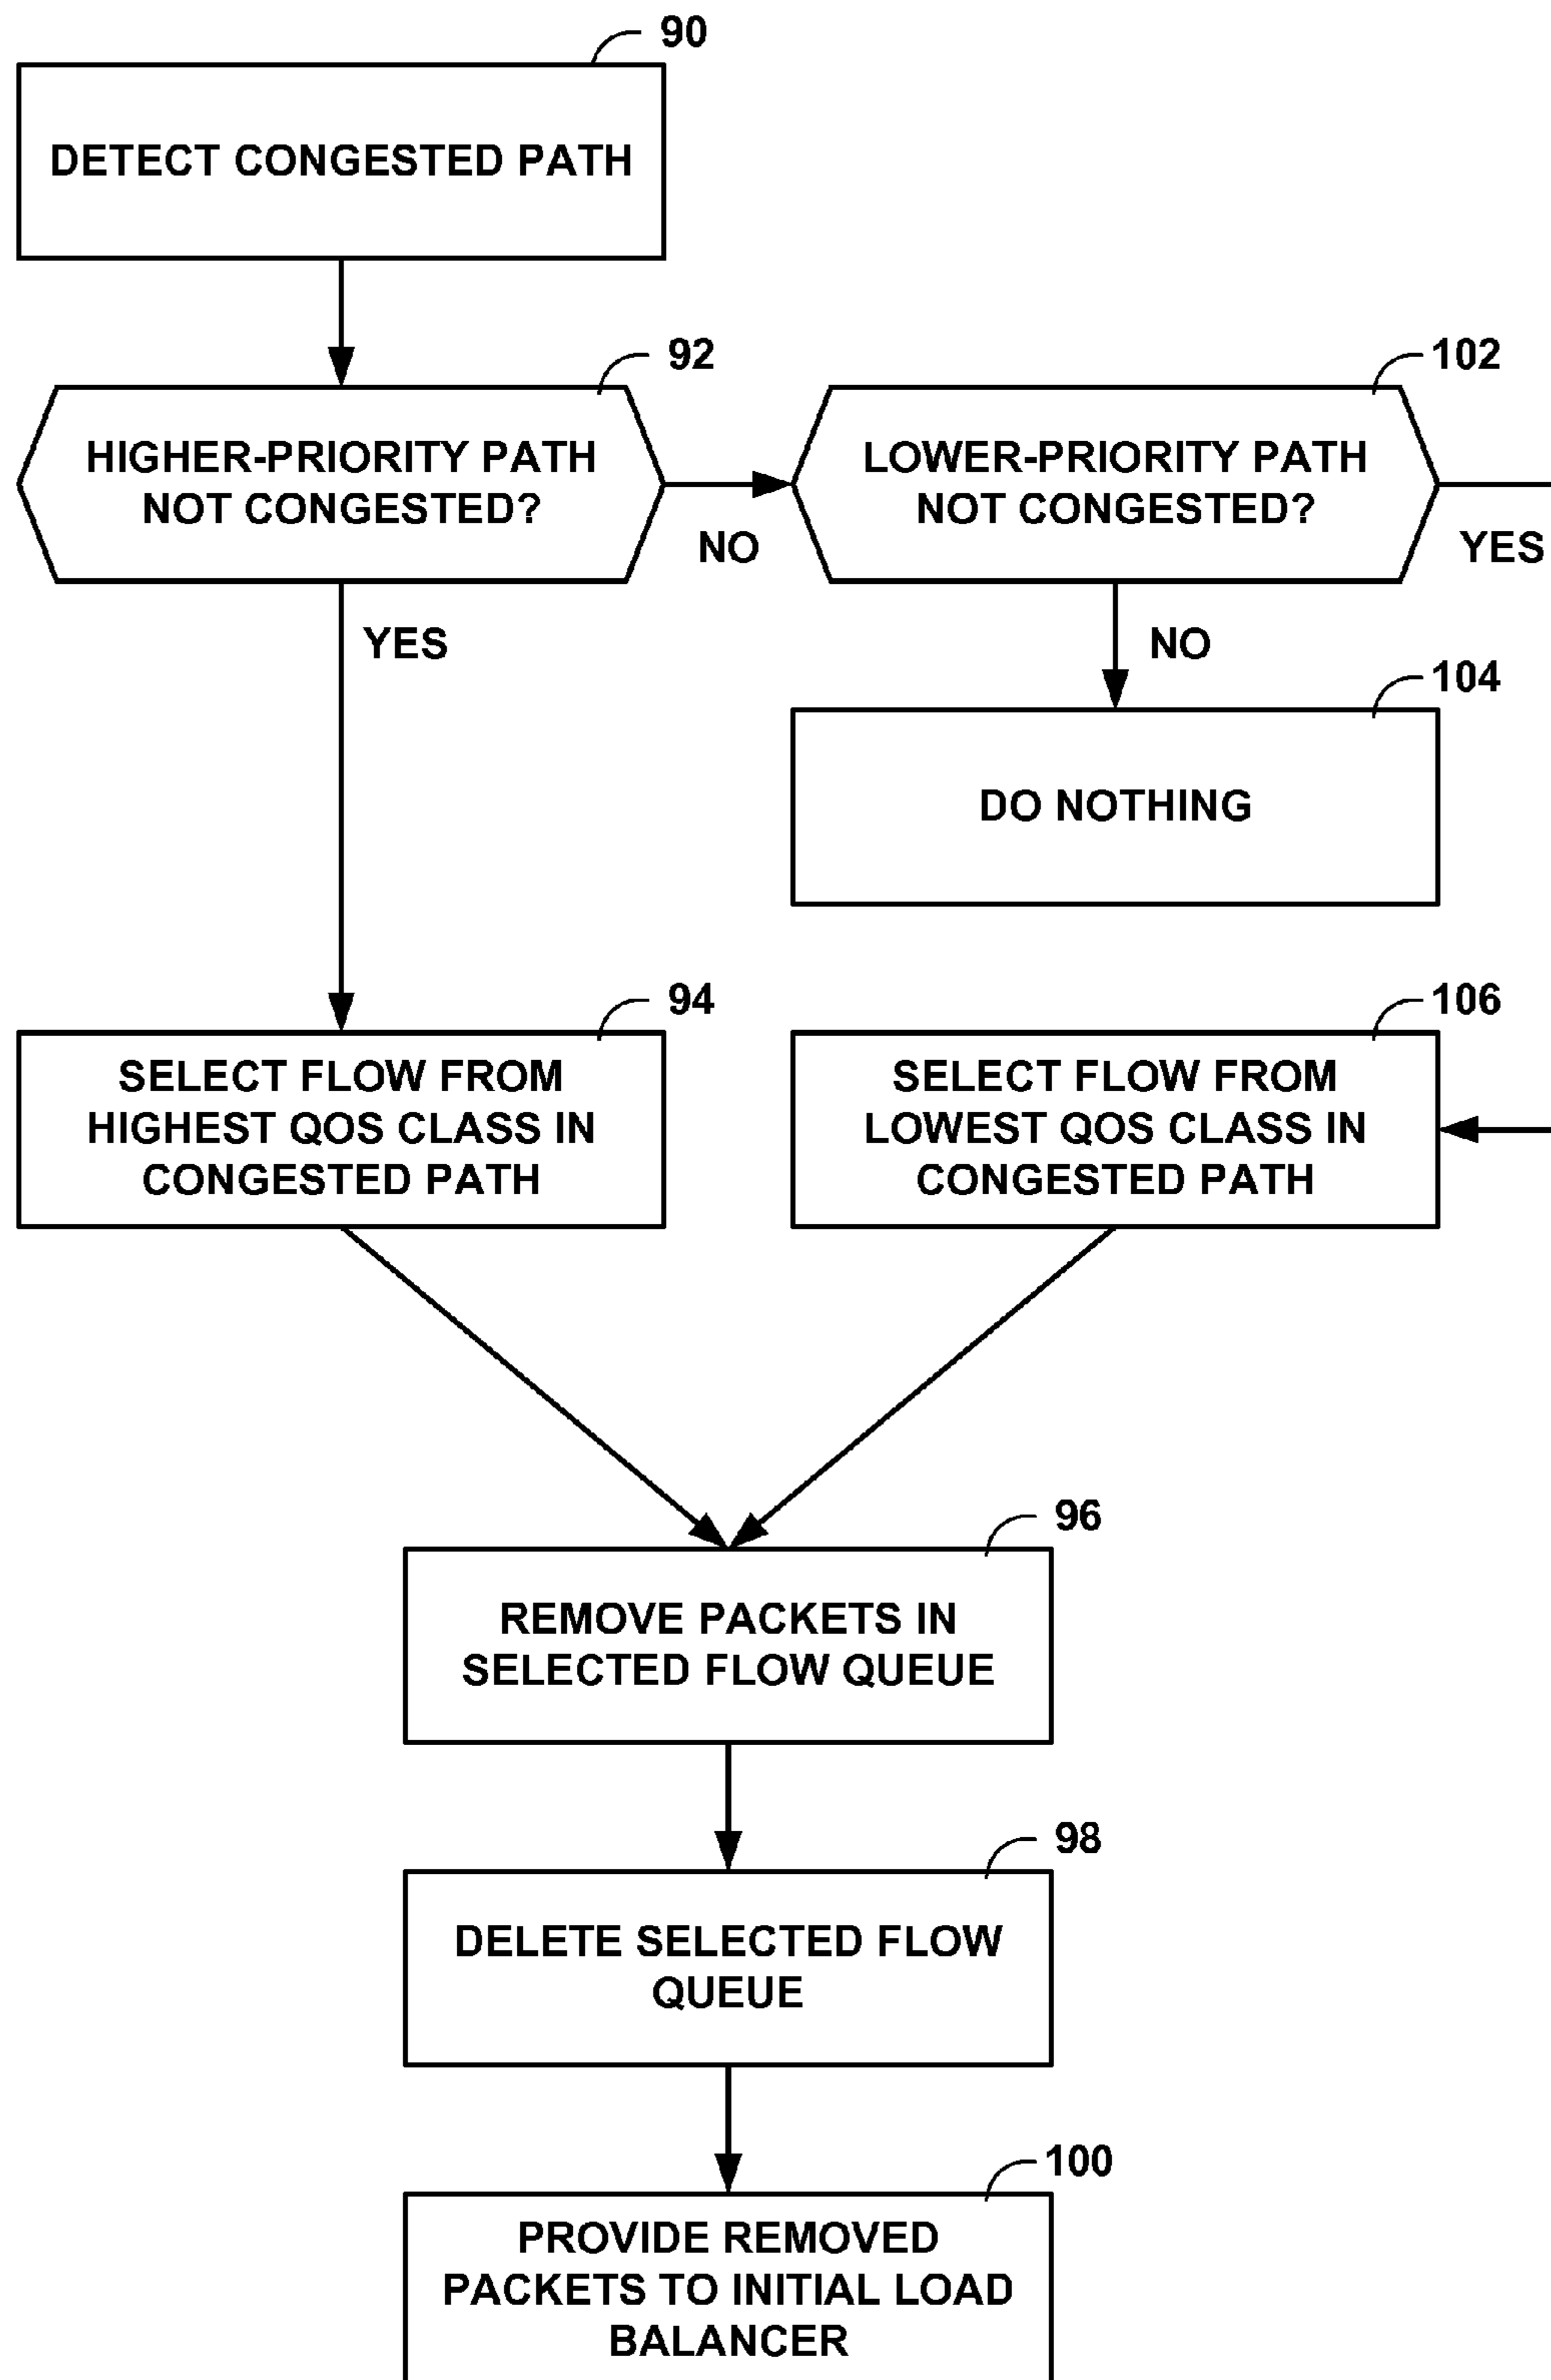 90
DETECT CONGESTED PATH
92
HIGHER-PRIORITY PATH
NOT CONGESTED?
NO
YES
102
LOWER-PRIORITY PATH
NOT CONGESTED?
YES
NO
104
DO NOTHING
94
SELECT FLOW FROM
HIGHEST QOS CLASS IN
CONGESTED PATH
106
SELECT FLOW FROM
LOWEST QOS CLASS IN
CONGESTED PATH
96
REMOVE PACKETS IN
SELECTED FLOW QUEUE
98
DELETE SELECTED FLOW
QUEUE
100
PROVIDE REMOVED
PACKETS TO INITIAL LOAD
BALANCER